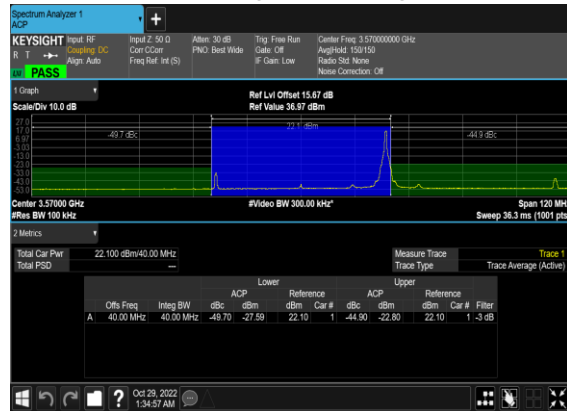 Spectrum Analyzer 1
ACP
+
KEYSIGHT Input: RF Input Z: 50 Ω Atten: 30 dB Trig: Free Run Center Freq: 3.570000000 GHz
R T Coupling: DC Corr CCorr PNO: Best Wide Gate: Off Avg|Hold: 150/150
Align: Auto Freq Ref: Int (S) IF Gain: Low Radio Std: None
PASS Noise Correction: Off
1 Graph Ref Lvl Offset 15.67 dB
Scale/Div 10.0 dB Ref Value 36.97 dBm
27.0
17.0 -49.7 dBc 22.1 dBm -44.9 dBc
6.97
-3.03
-13.0
-23.0
-33.0
-43.0
-53.0
Center 3.57000 GHz #Video BW 300.00 kHz* Span 120 MH
#Res BW 100 kHz Sweep 36.3 ms (1001 pts
2 Metrics
Total Car Pwr 22.100 dBm/40.00 MHz Measure Trace Trace 1
Total PSD --- Trace Type Trace Average (Active)
Lower Upper
ACP Reference ACP Reference
Offs Freq Integ BW dBc dBm dBm Car # dBc dBm dBm Car # Filter
A 40.00 MHz 40.00 MHz -49.70 -27.59 22.10 1 -44.90 -22.80 22.10 1 -3 dB
? Oct 29, 2022
1:34:57 AM